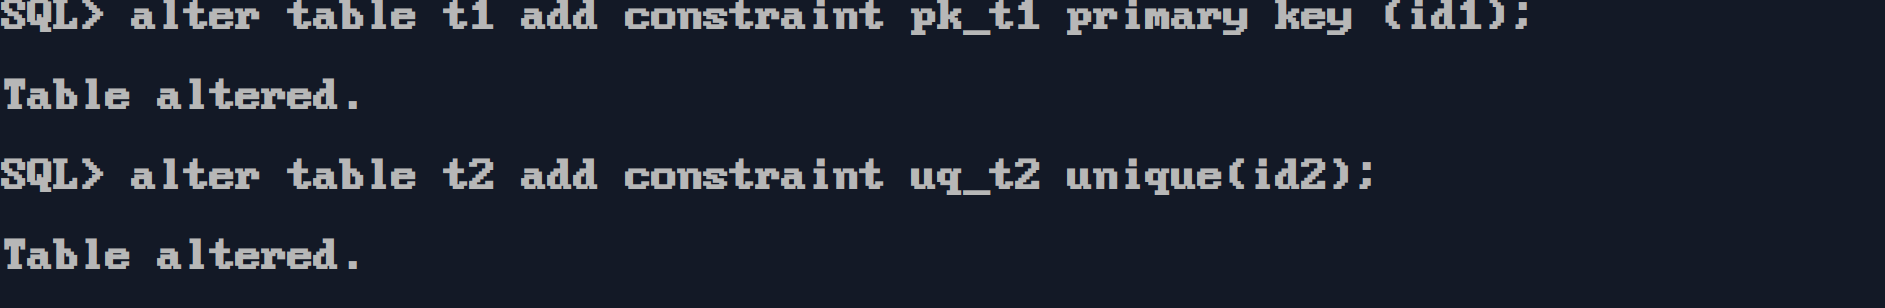 SQL> alter table t1 add constraint pk_t1 primary key (id1);
Table altered.
SQL> alter table t2 add constraint uq_t2 unique(id2);
Table altered.